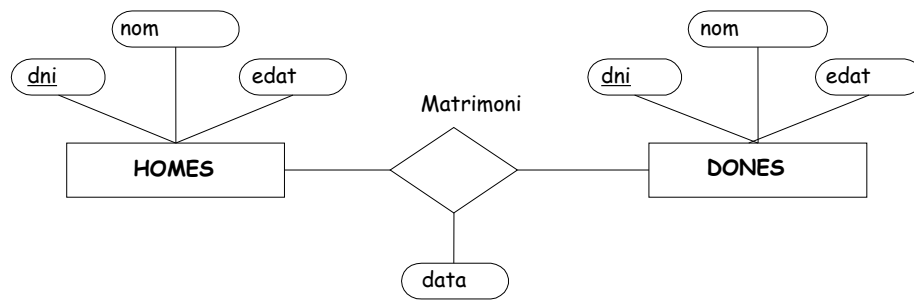 nom
dni
edat
HOMES
Matrimoni
data
nom
dni
edat
DONES